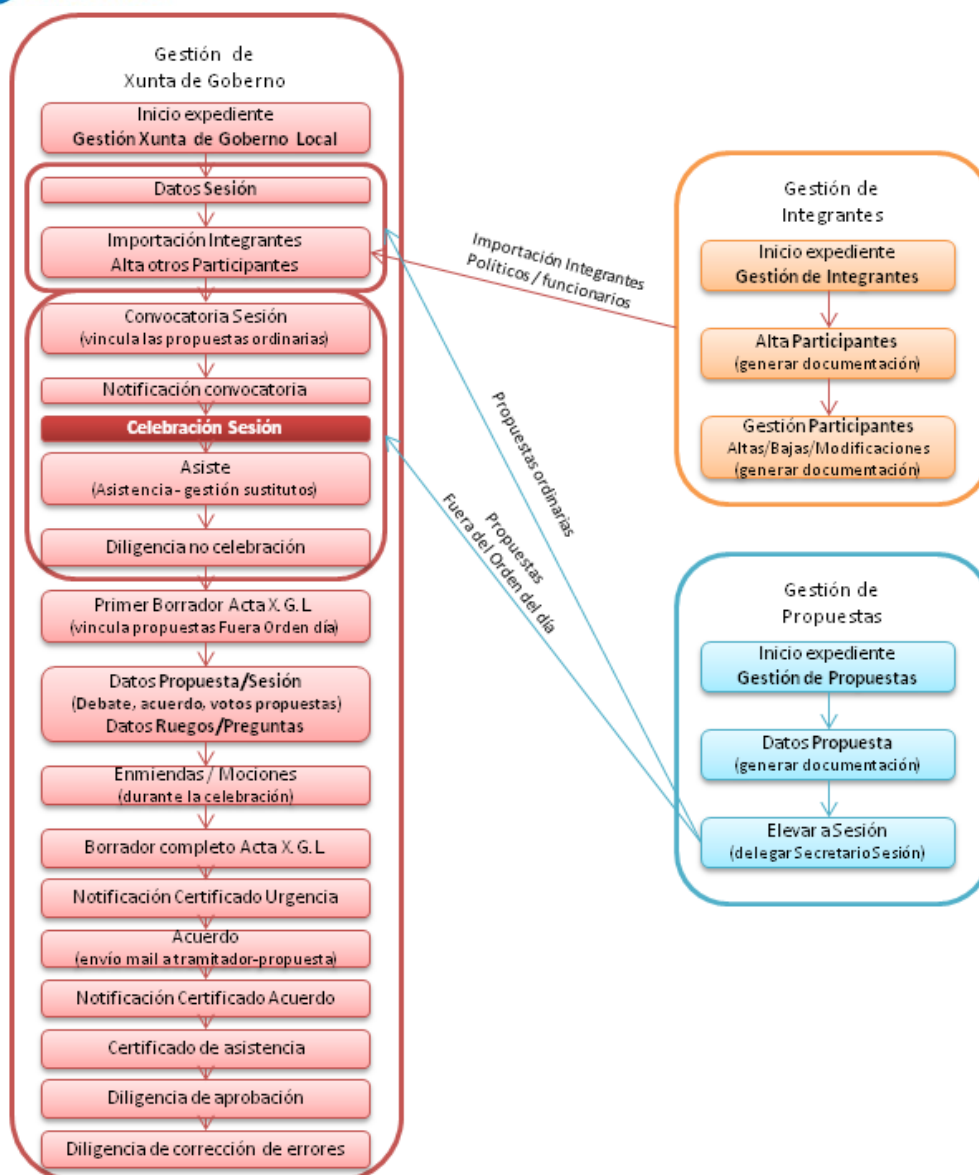 Gestión de
Xunta de Goberno
Inicio expediente
Gestión Xunta de Goberno Local
Datos Sesión
Importación Integrantes
Alta otros Participantes
Convocatoria Sesión
(vincula las propuestas ordinarias)
Notificación convocatoria
Celebración Sesión
Asiste
(Asistencia- gestión sustitutos)
Diligencia no celebración
Primer Borrador Acta X. G. L.
(vincula propuestas Fuera Orden día)
Datos Propuesta/Sesión
(Debate, acuerdo, votos propuestas)
Datos Ruegos/Preguntas
Enmiendas / Mociones
(durante la celebración)
Borrador completo Acta X. G. L.
Notificación Certificado Urgencia
Acuerdo
(envío mail a tramitador-propuesta)
Notificación Certificado Acuerdo
Certificado de asistencia
Diligencia de aprobación
Diligencia de corrección de errores
Importación Integrantes
Políticos / funcionarios
Propuestas ordinarias
Propuestas
Fuera del Orden del día
Gestión de
Integrantes
Inicio expediente
Gestión de Integrantes
Alta Participantes
(generar documentación)
Gestión Participantes
Altas/Bajas/Modificaciones
(generar documentación)
Gestión de
Propuestas
Inicio expediente
Gestión de Propuestas
Datos Propuesta
(generar documentación)
Elevar a Sesión
(delegar Secretario Sesión)